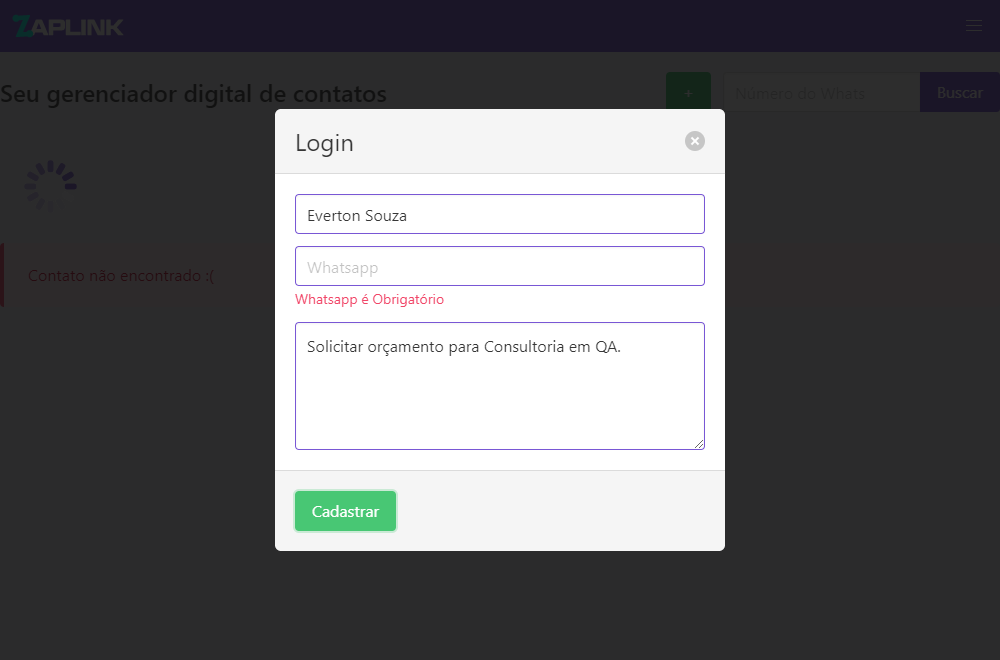 ZAPLINK
Seu gerenciador digital de contatos
+
Número do Whats
Buscar
Contato não encontrado :(
Login
Everton Souza
Whatsapp
Whatsapp é Obrigatório
Solicitar orçamento para Consultoria em QA.
Cadastrar